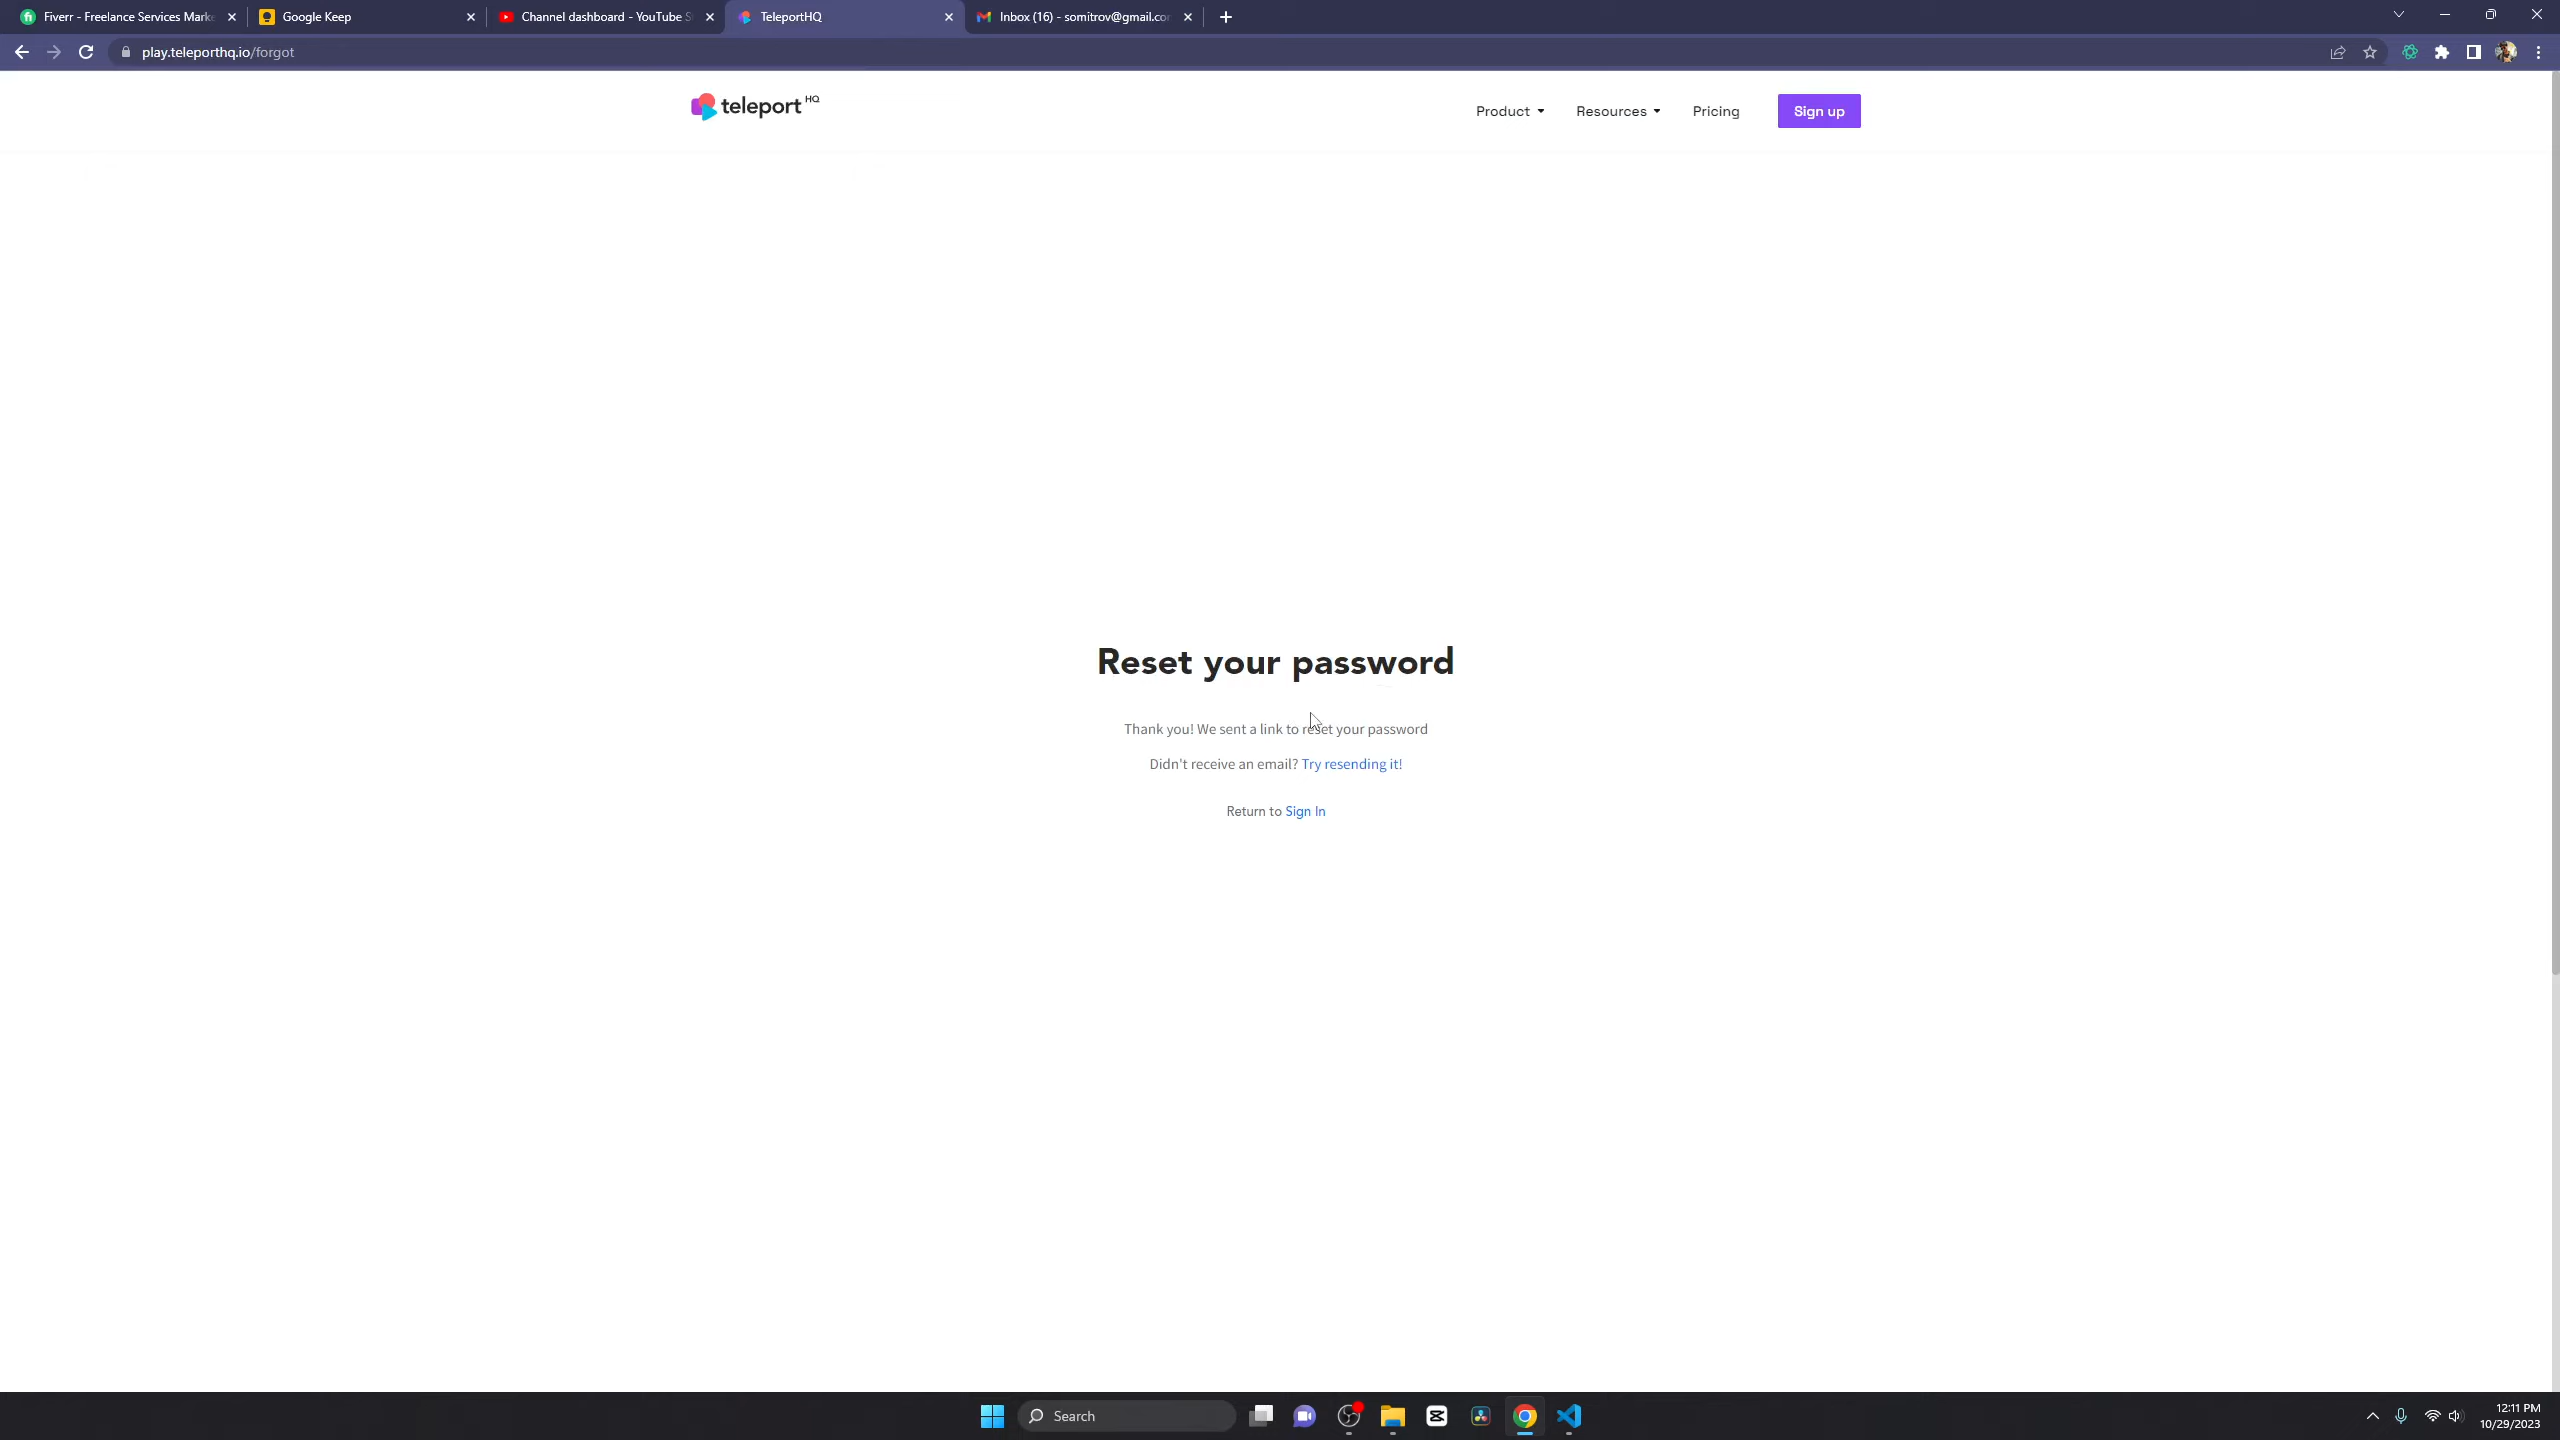 Fiverr - Freelance Services Marke
Google Keep
Channel dashboard - YouTube S
TeleportHQ
Inbox (16) - somitrov@gmail.co
play.teleporthq.io/forgot
teleport HQ
Product
Resources
Pricing
Sign up
Reset your password
Thank you! We sent a link to reset your password
Didn't receive an email? Try resending it!
Return to Sign In
Search
12:11 PM
10/29/2023